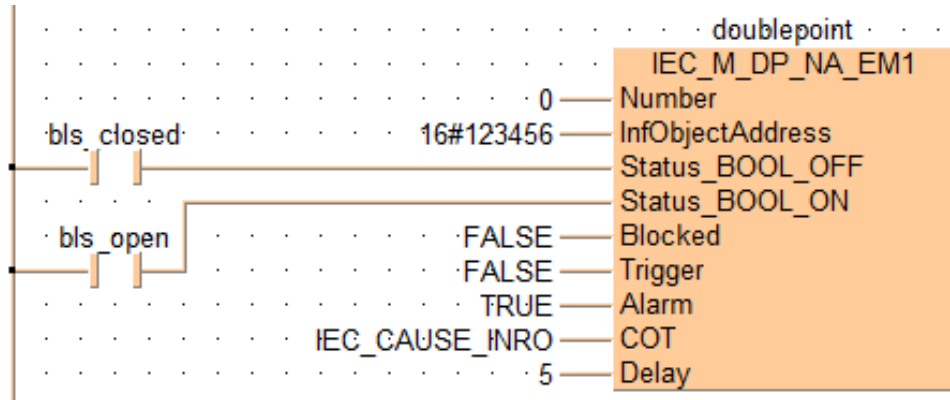 doublepoint
IEC_M_DP_NA_EM1
0 Number
bls_closed 16#123456 InfObjectAddress
Status_BOOL_OFF
Status_BOOL_ON
bls_open FALSE Blocked
FALSE Trigger
TRUE Alarm
IEC_CAUSE_INRO COT
5 Delay